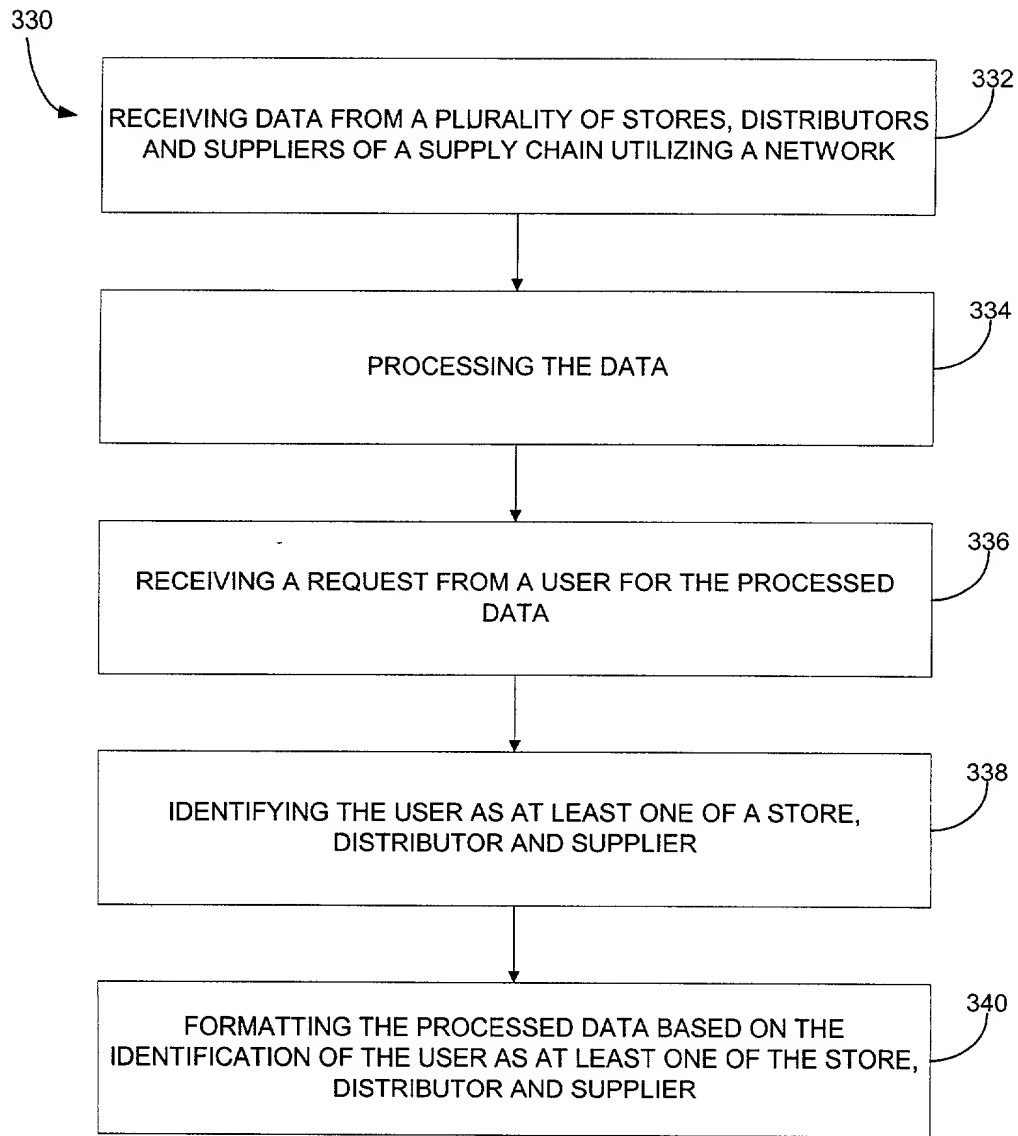 330
332
RECEIVING DATA FROM A PLURALITY OF STORES, DISTRIBUTORS
AND SUPPLIERS OF A SUPPLY CHAIN UTILIZING A NETWORK
334
PROCESSING THE DATA
336
RECEIVING A REQUEST FROM A USER FOR THE PROCESSED
DATA
338
IDENTIFYING THE USER AS AT LEAST ONE OF A STORE,
DISTRIBUTOR AND SUPPLIER
340
FORMATTING THE PROCESSED DATA BASED ON THE
IDENTIFICATION OF THE USER AS AT LEAST ONE OF THE STORE,
DISTRIBUTOR AND SUPPLIER